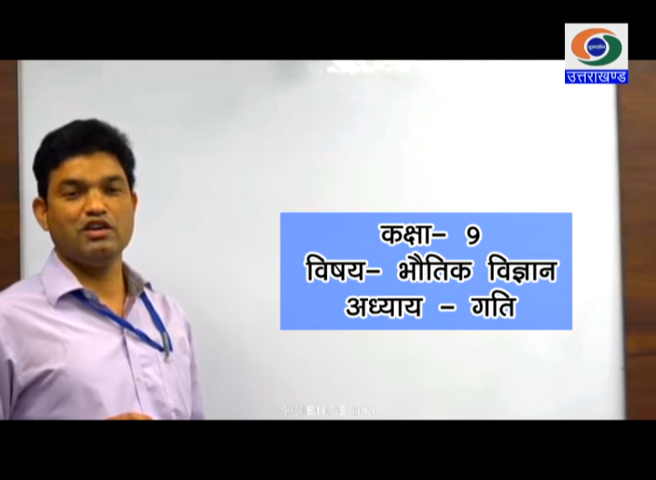 उत्तराखण्ड
कक्षा- 9
विषय- भौतिक विज्ञान
अध्याय - गति